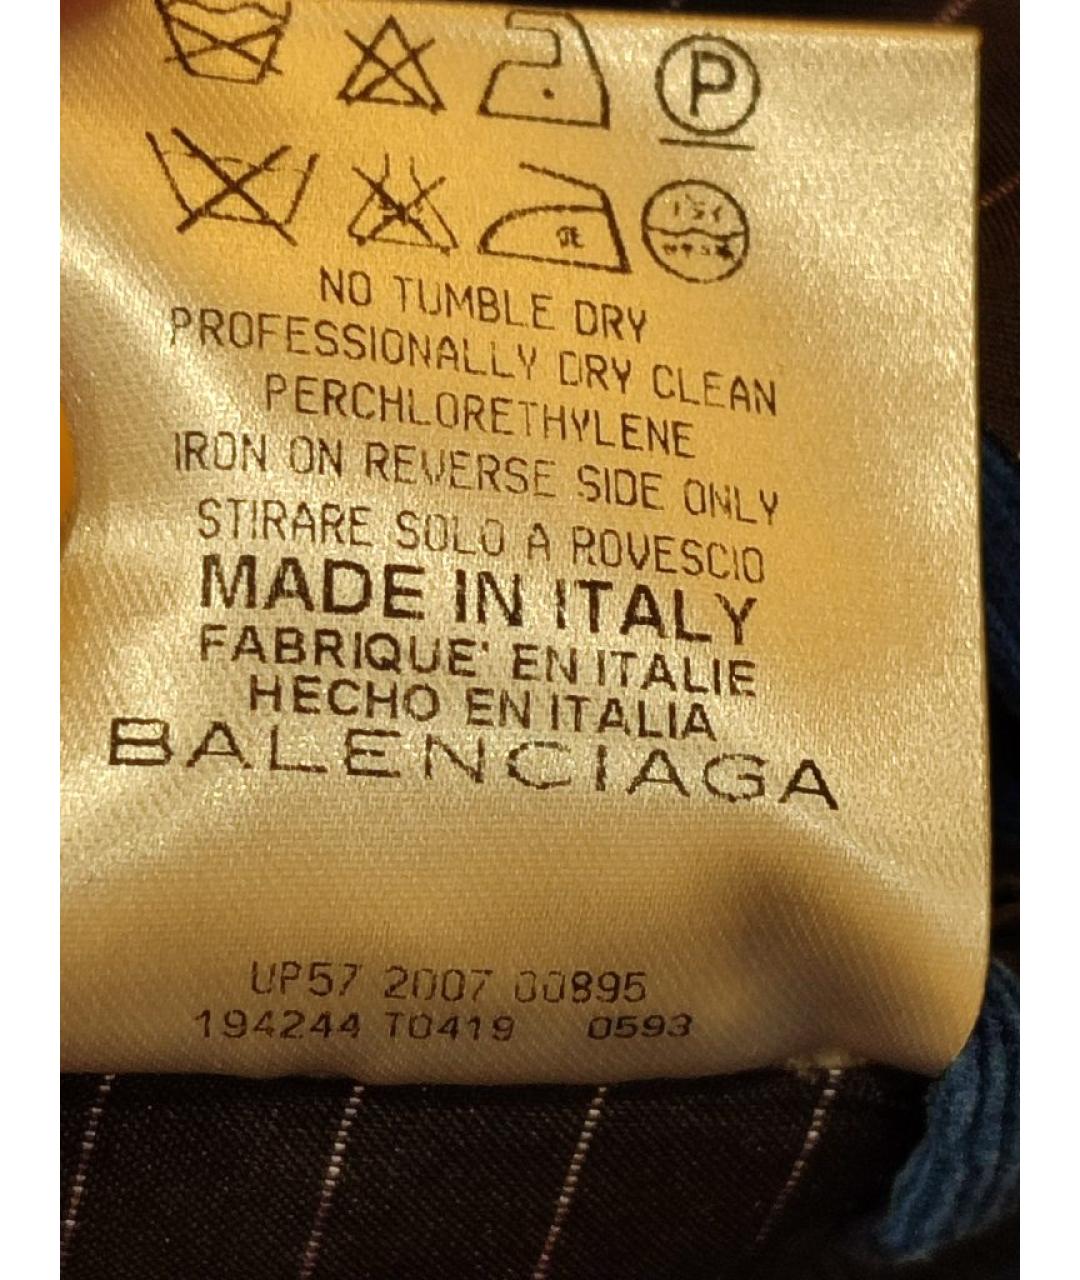 P
NO TUMBLE DRY
PROFESSIONALLY DRY CLEAN
PERCHLORETHYLENE
IRON ON REVERSE SIDE ONLY
STIRARE SOLO A ROVESCIO
MADE IN ITALY
FABRIQUE' EN ITALIE
HECHO EN ITALIA
BALENCIAGA
UP57 2007 00895
194244 T0419 0593